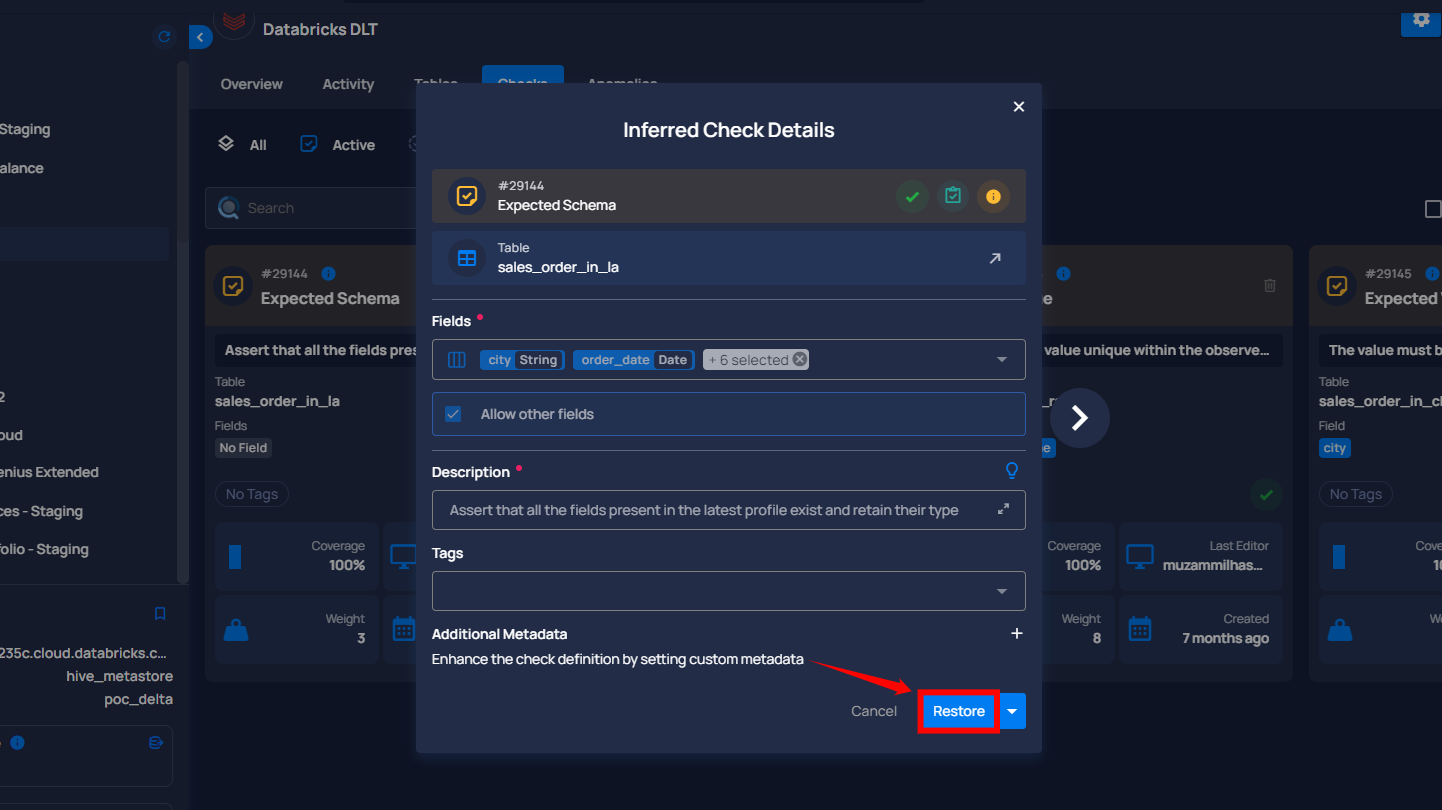 Databricks DLT
Overview
Activity
Tables
Checks
Anomalies
Staging
alance
2
oud
enius Extended
ces - Staging
folio - Staging
235c.cloud.databricks.c...
hive_metastore
poc_delta
All
Active
Search
#29144
Expected Schema
Assert that all the fields pres
Table
sales_order_in_la
Fields
No Field
No Tags
Coverage
100%
Weight
3
Inferred Check Details
#29144
Expected Schema
Table
sales_order_in_la
Fields
city String order_date Date + 6 selected
Allow other fields
Description
Assert that all the fields present in the latest profile exist and retain their type
Tags
Additional Metadata
Enhance the check definition by setting custom metadata
Cancel Restore
e
value unique within the observe...
Coverage
100%
Last Editor
muzammilhas...
Weight
8
Created
7 months ago
#29145
Expected
The value must b
Table
sales_order_in_c
Field
city
No Tags
Cove
We